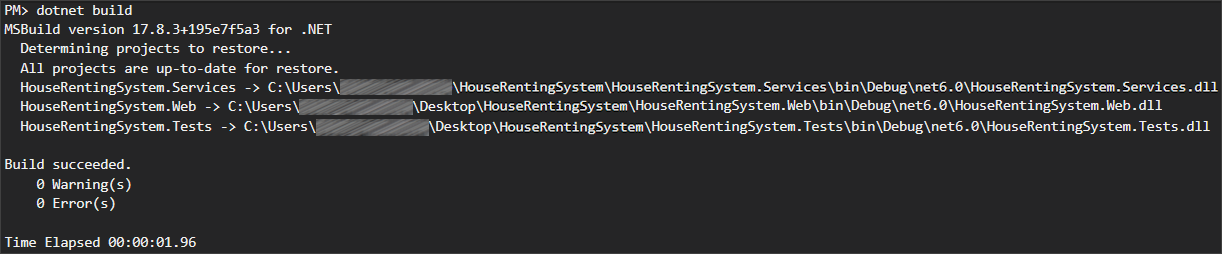 PM> dotnet build
MSBuild version 17.8.3+195e7f5a3 for .NET
  Determining projects to restore...
  All projects are up-to-date for restore.
  HouseRentingSystem.Services -> C:\Users\ \HouseRentingSystem\HouseRentingSystem.Services\bin\Debug\net6.0\HouseRentingSystem.Services.dll
  HouseRentingSystem.Web -> C:\Users\ \Desktop\HouseRentingSystem\HouseRentingSystem.Web\bin\Debug\net6.0\HouseRentingSystem.Web.dll
  HouseRentingSystem.Tests -> C:\Users\ \Desktop\HouseRentingSystem\HouseRentingSystem.Tests\bin\Debug\net6.0\HouseRentingSystem.Tests.dll
Build succeeded.
    0 Warning(s)
    0 Error(s)
Time Elapsed 00:00:01.96